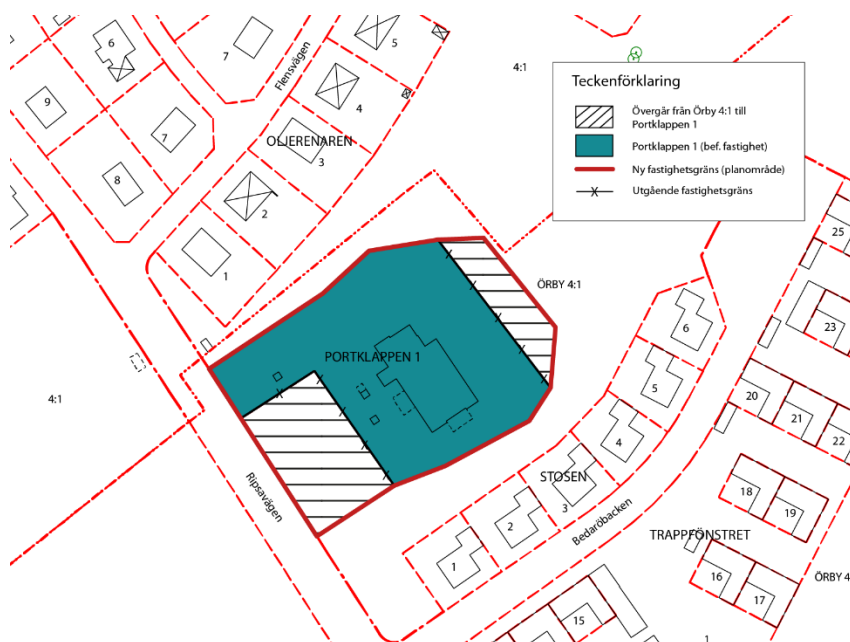 6
7
5
4:1
Flensvägen
9
4
7
OLJERENAREN
3
8
2
1
Teckenförklaring
Övergår från Örby 4:1 till
Portklappen 1
Portklappen 1 (bef. fastighet)
Ny fastighetsgräns (planområde)
Utgående fastighetsgräns
25
ÖRBY 4:1
6
23
PORTKLAPPEN 1
4:1
5
20
21
22
4
STOSEN
3
18
19
Ripsavägen
2
Bedaröbacken
TRAPPFÖNSTRET
1
16
17
ÖRBY 4
15
1